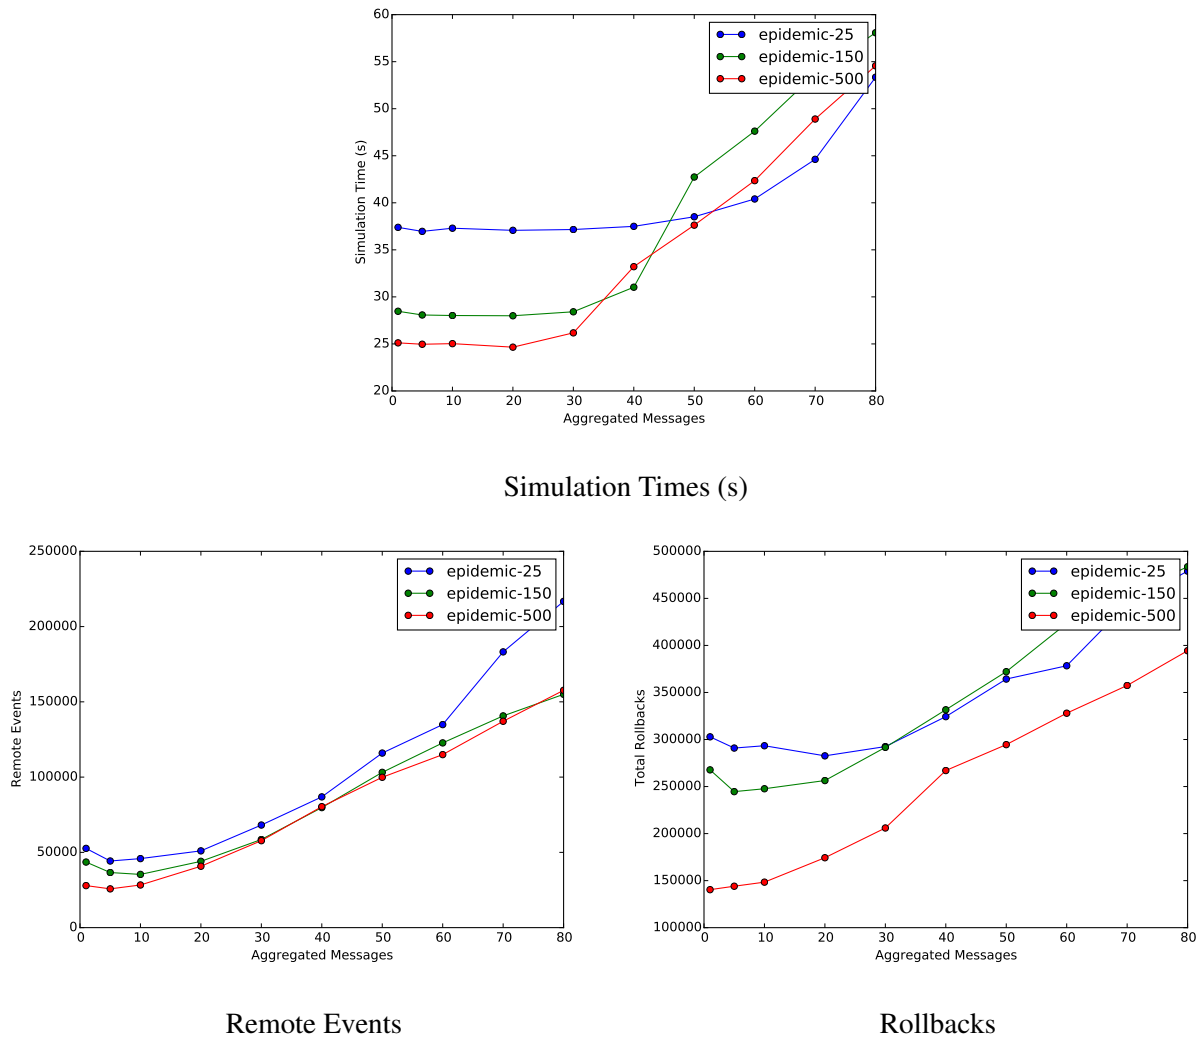 60
55
50
45
40
35
30
25
20
Simulation Time (s)
epidemic-25
epidemic-150
epidemic-500
0 10 20 30 40 50 60 70 80
Aggregated Messages
Simulation Times (s)
250000
200000
150000
100000
50000
0
Remote Events
epidemic-25
epidemic-150
epidemic-500
0 10 20 30 40 50 60 70 80
Aggregated Messages
Remote Events
500000
450000
400000
350000
300000
250000
200000
150000
100000
Total Rollbacks
epidemic-25
epidemic-150
epidemic-500
0 10 20 30 40 50 60 70 80
Aggregated Messages
Rollbacks